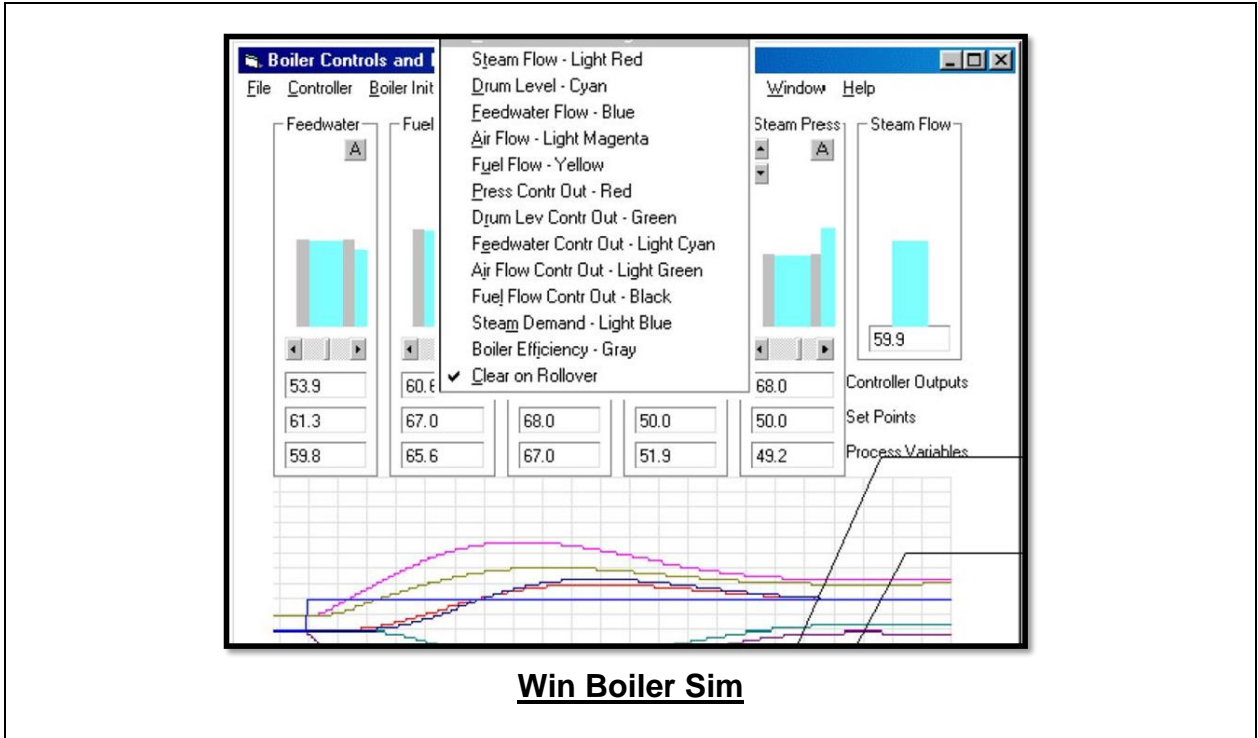 Boiler Controls and
File Controller Boiler Init Window Help
Steam Flow - Light Red
Drum Level - Cyan
Feedwater Flow - Blue
Air Flow - Light Magenta
Fuel Flow - Yellow
Press Contr Out - Red
Drum Lev Contr Out - Green
Feedwater Contr Out - Light Cyan
Air Flow Contr Out - Light Green
Fuel Flow Contr Out - Black
Steam Demand - Light Blue
Boiler Efficiency - Gray
Clear on Rollover
Feedwater Fuel Steam Press Steam Flow
A A
59.9
53.9 60.6 68.0 Controller Outputs
61.3 67.0 68.0 50.0 50.0 Set Points
59.8 65.6 67.0 51.9 49.2 Process Variables
Win Boiler Sim